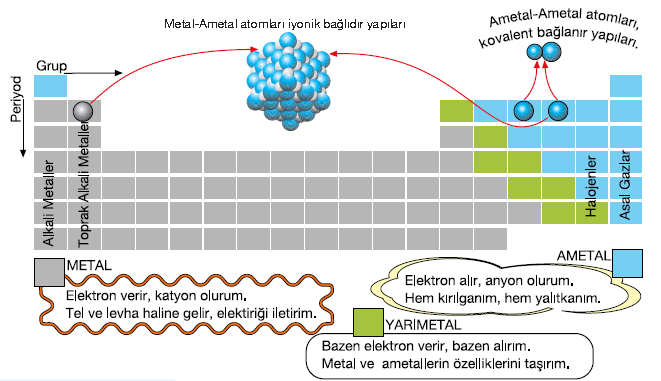 Metal-Ametal atomları iyonik bağlıdır yapıları
Ametal-Ametal atomları,
kovalent bağlanır yapıları.
Grup
Periyod
Alkali Metaller
Toprak Alkali Metaller
Halojenler
Asal Gazlar
METAL
Elektron verir, katyon olurum.
Tel ve levha haline gelir, elektiriği iletirim.
AMETAL
Elektron alır, anyon olurum.
Hem kırılganım, hem yalıtkanım.
YARIMETAL
Bazen elektron verir, bazen alırım.
Metal ve ametallerin özelliklerini taşırım.